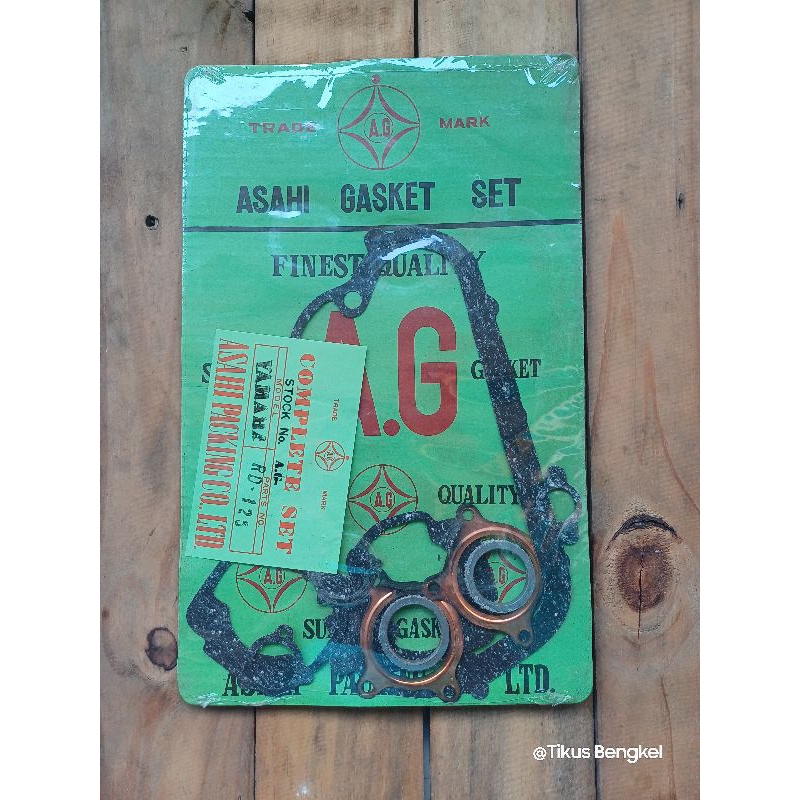 TRADE A.G MARK
ASAHI GASKET SET
FINEST QUALITY
A.G
GASKET
A.G QUALITY
A.G
ASAHI LTD.
COMPLETE SET
TRADE MARK
STOCK No. A.G.
MODEL PARTS NO.
YAMAHA RD-125
ASAHI PACKING CO., LTD
@Tikus Bengkel